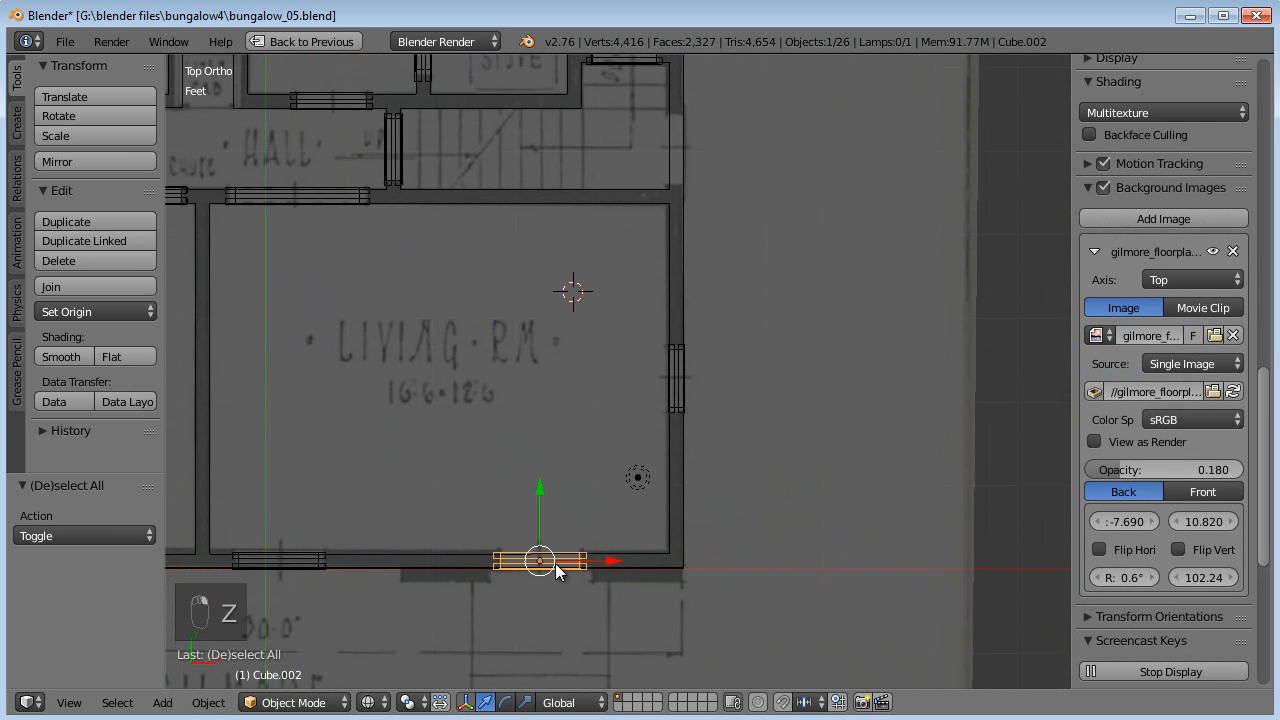 Blender* [G:\blender files\bungalow4\bungalow_05.blend]
File Render Window Help Back to Previous Blender Render v2.76 | Verts:4,416 | Faces:2,327 | Tris:4,654 | Objects:1/26 | Lamps:0/1 | Mem:91.77M | Cube.002
Tools
Create
Relations
Animation
Physics
Grease Pencil
Transform
Translate
Rotate
Scale
Mirror
Edit
Duplicate
Duplicate Linked
Delete
Join
Set Origin
Shading:
Smooth Flat
Data Transfer:
Data Data Layo
History
(De)select All
Action
Toggle
Top Ortho
Feet
HALL
UP
LIVING · RM
16·6 · 12·6
Z
Last: (De)select All
(1) Cube.002
Display
Shading
Multitexture
Backface Culling
Motion Tracking
Background Images
Add Image
gilmore_floorpla...
Axis: Top
Image Movie Clip
gilmore_f... F
Source: Single Image
//gilmore_floorpl...
Color Sp sRGB
View as Render
Opacity: 0.180
Back Front
: -7.690 10.820
Flip Hori Flip Vert
R: 0.6° 102.24
Transform Orientations
Screencast Keys
Stop Display
View Select Add Object Object Mode Global